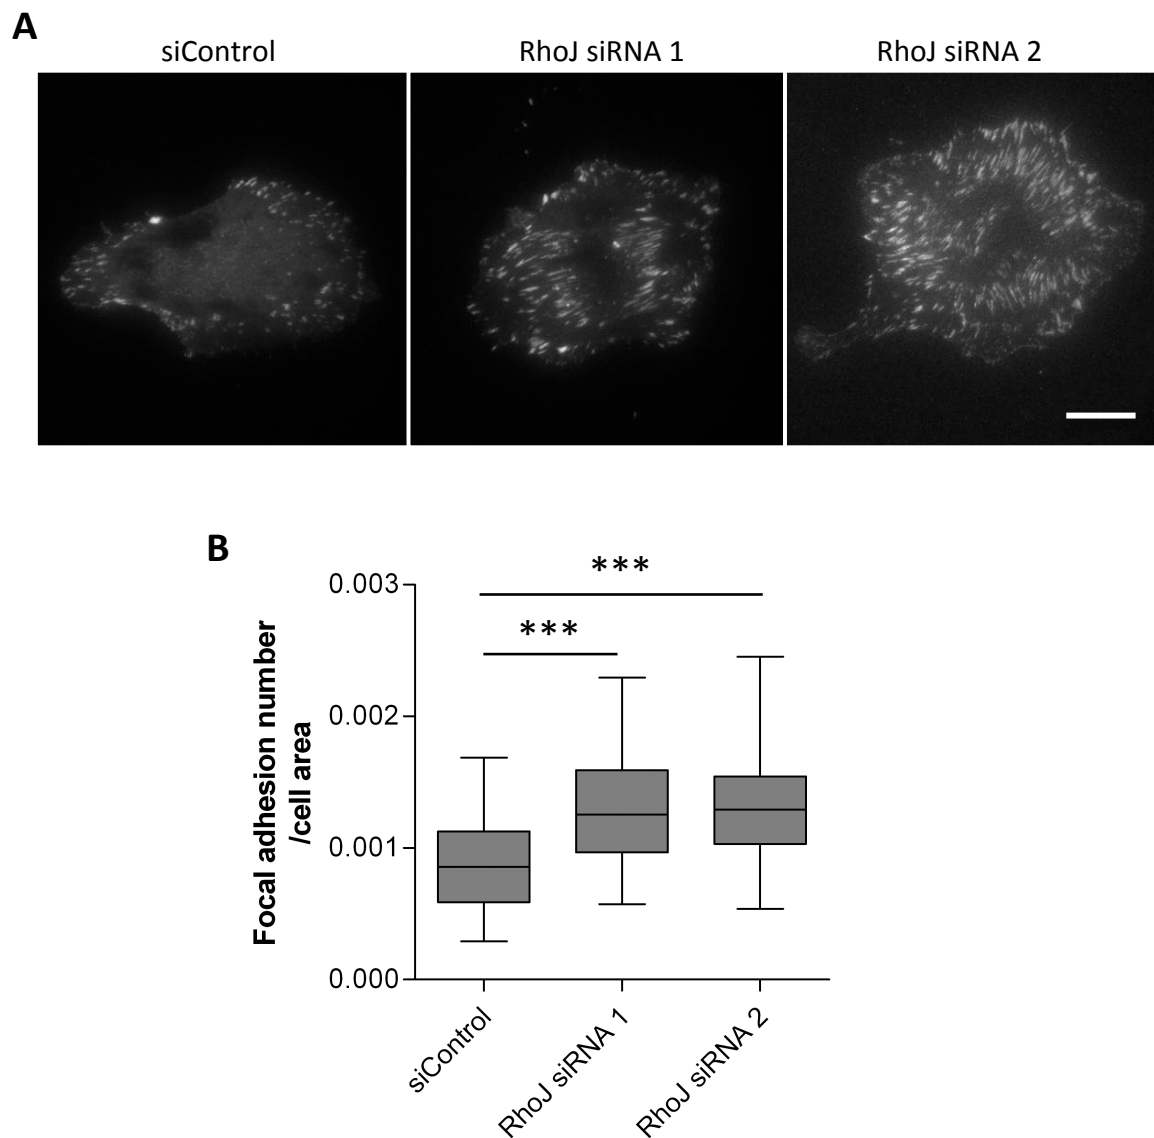 A
siControl
RhoJ siRNA 1
RhoJ siRNA 2
B
***
***
0.003
0.002
0.001
0.000
Focal adhesion number
/cell area
siControl
RhoJ siRNA 1
RhoJ siRNA 2